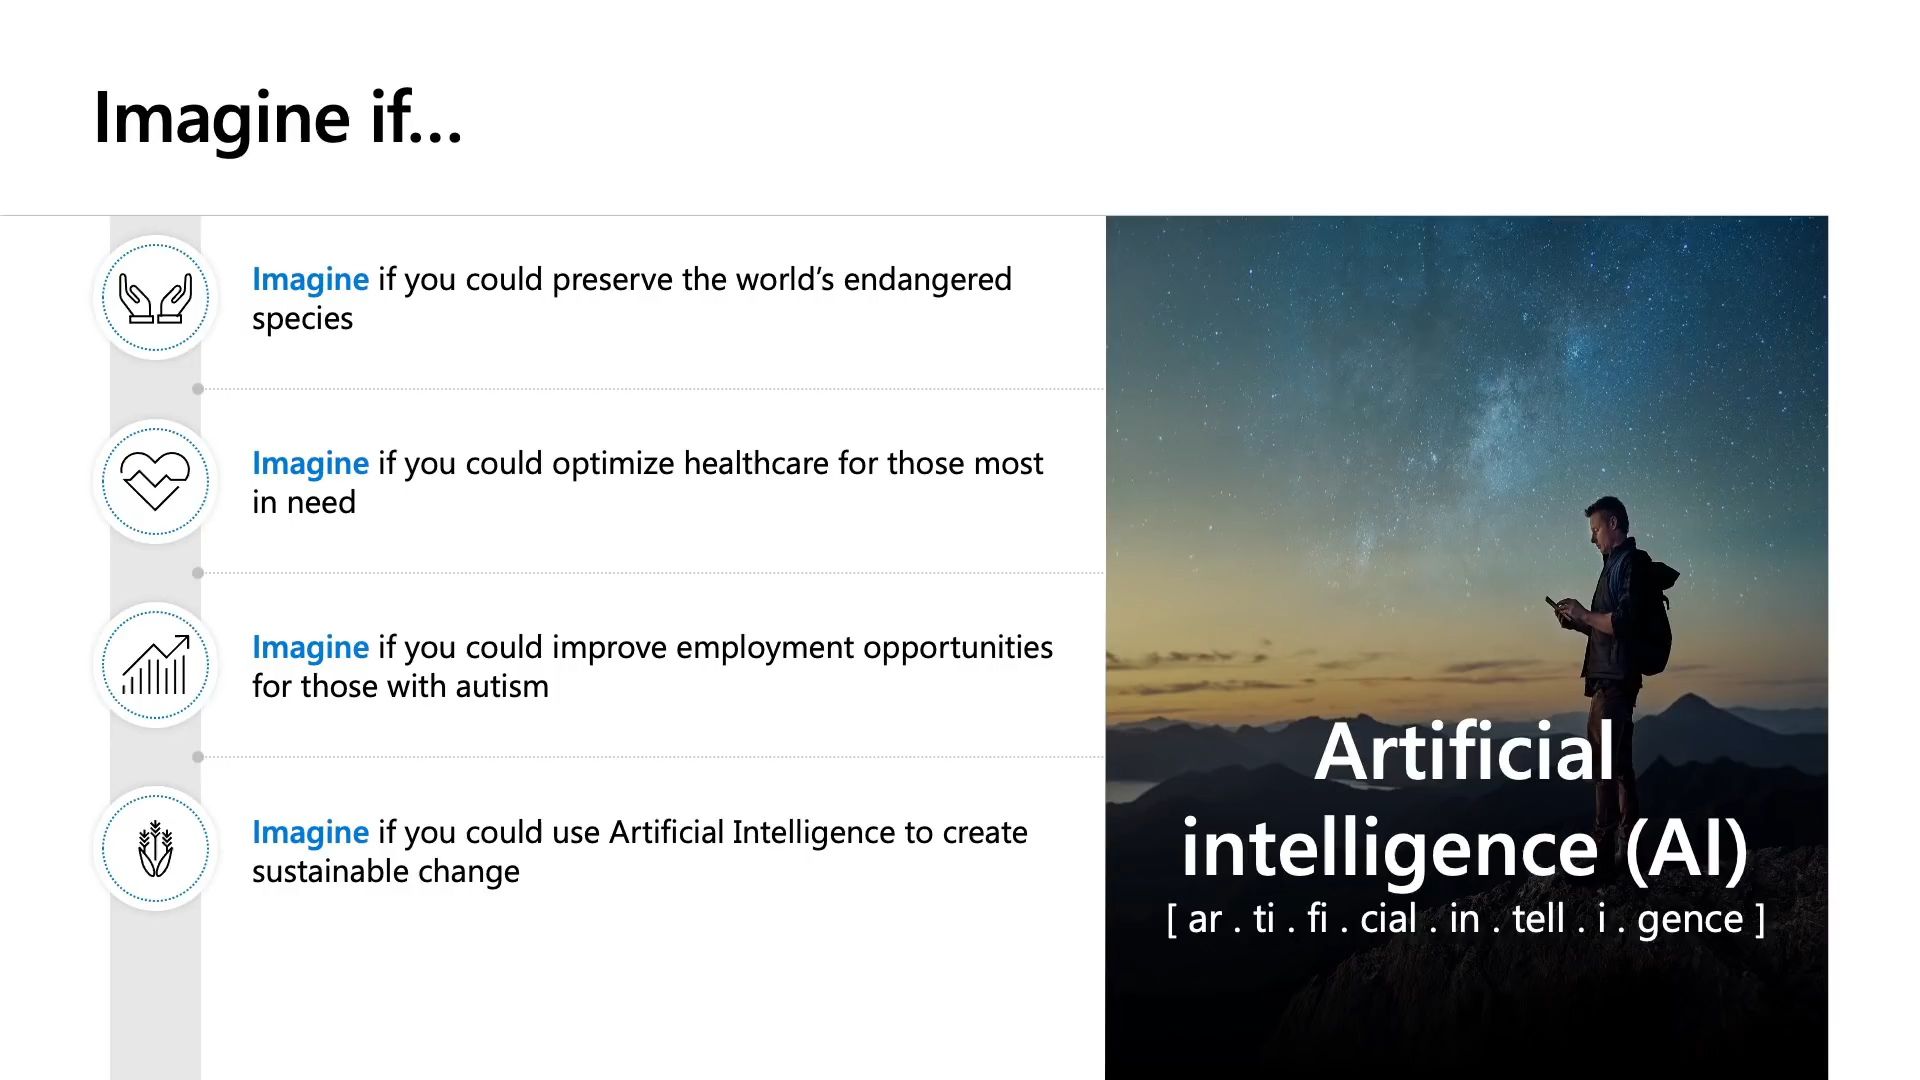 Imagine if...
Imagine if you could preserve the world’s endangered
species
Imagine if you could optimize healthcare for those most
in need
Imagine if you could improve employment opportunities
for those with autism
Imagine if you could use Artificial Intelligence to create
sustainable change
Artificial
intelligence (AI)
[ ar . ti . fi . cial . in . tell . i . gence ]